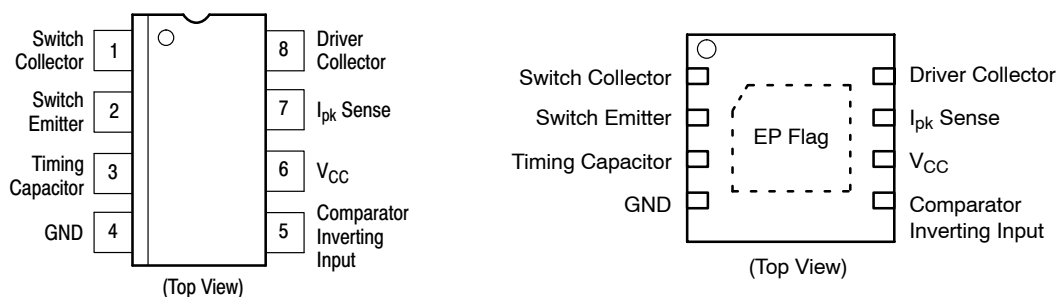 Switch
Collector
1
8
Driver
Collector
Switch
Emitter
2
7
Ipk Sense
Timing
Capacitor
3
6
VCC
GND
4
5
Comparator
Inverting
Input
(Top View)
Switch Collector
Driver Collector
Switch Emitter
Ipk Sense
EP Flag
Timing Capacitor
VCC
GND
Comparator
Inverting Input
(Top View)